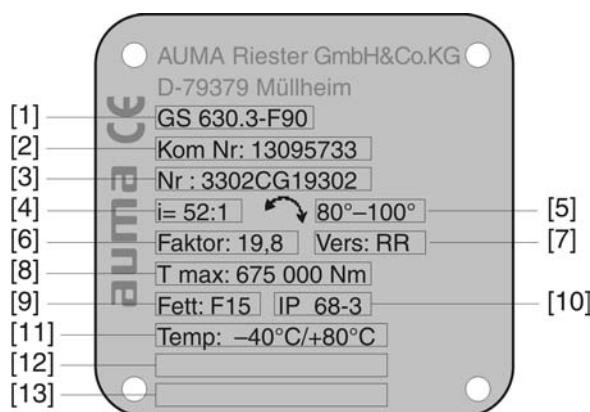 AUMA Riester GmbH&Co.KG
D-79379 Müllheim
auma CE
[1] GS 630.3-F90
[2] Kom Nr: 13095733
[3] Nr : 3302CG19302
[4] i= 52:1 80°–100° [5]
[6] Faktor: 19,8 Vers: RR [7]
[8] T max: 675 000 Nm
[9] Fett: F15 IP 68-3 [10]
[11] Temp: –40°C/+80°C
[12]
[13]